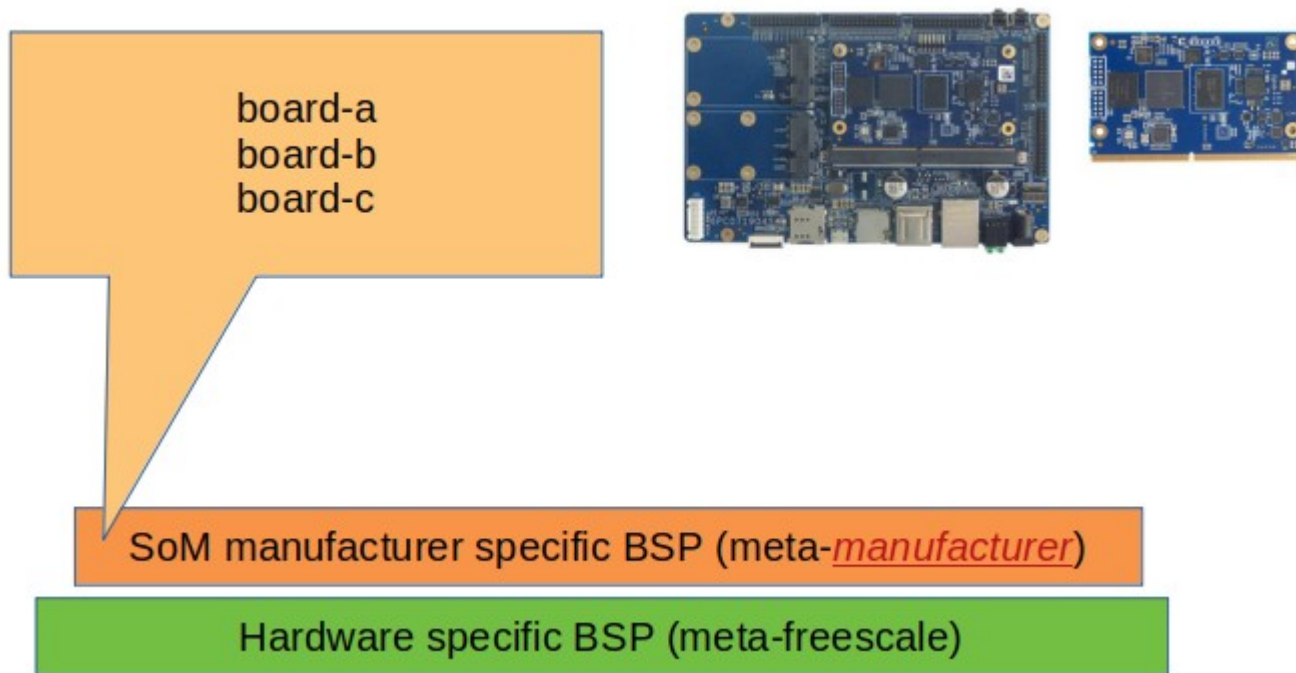 board-a
board-b
board-c
SoM manufacturer specific BSP (meta-manufacturer)
Hardware specific BSP (meta-freescale)